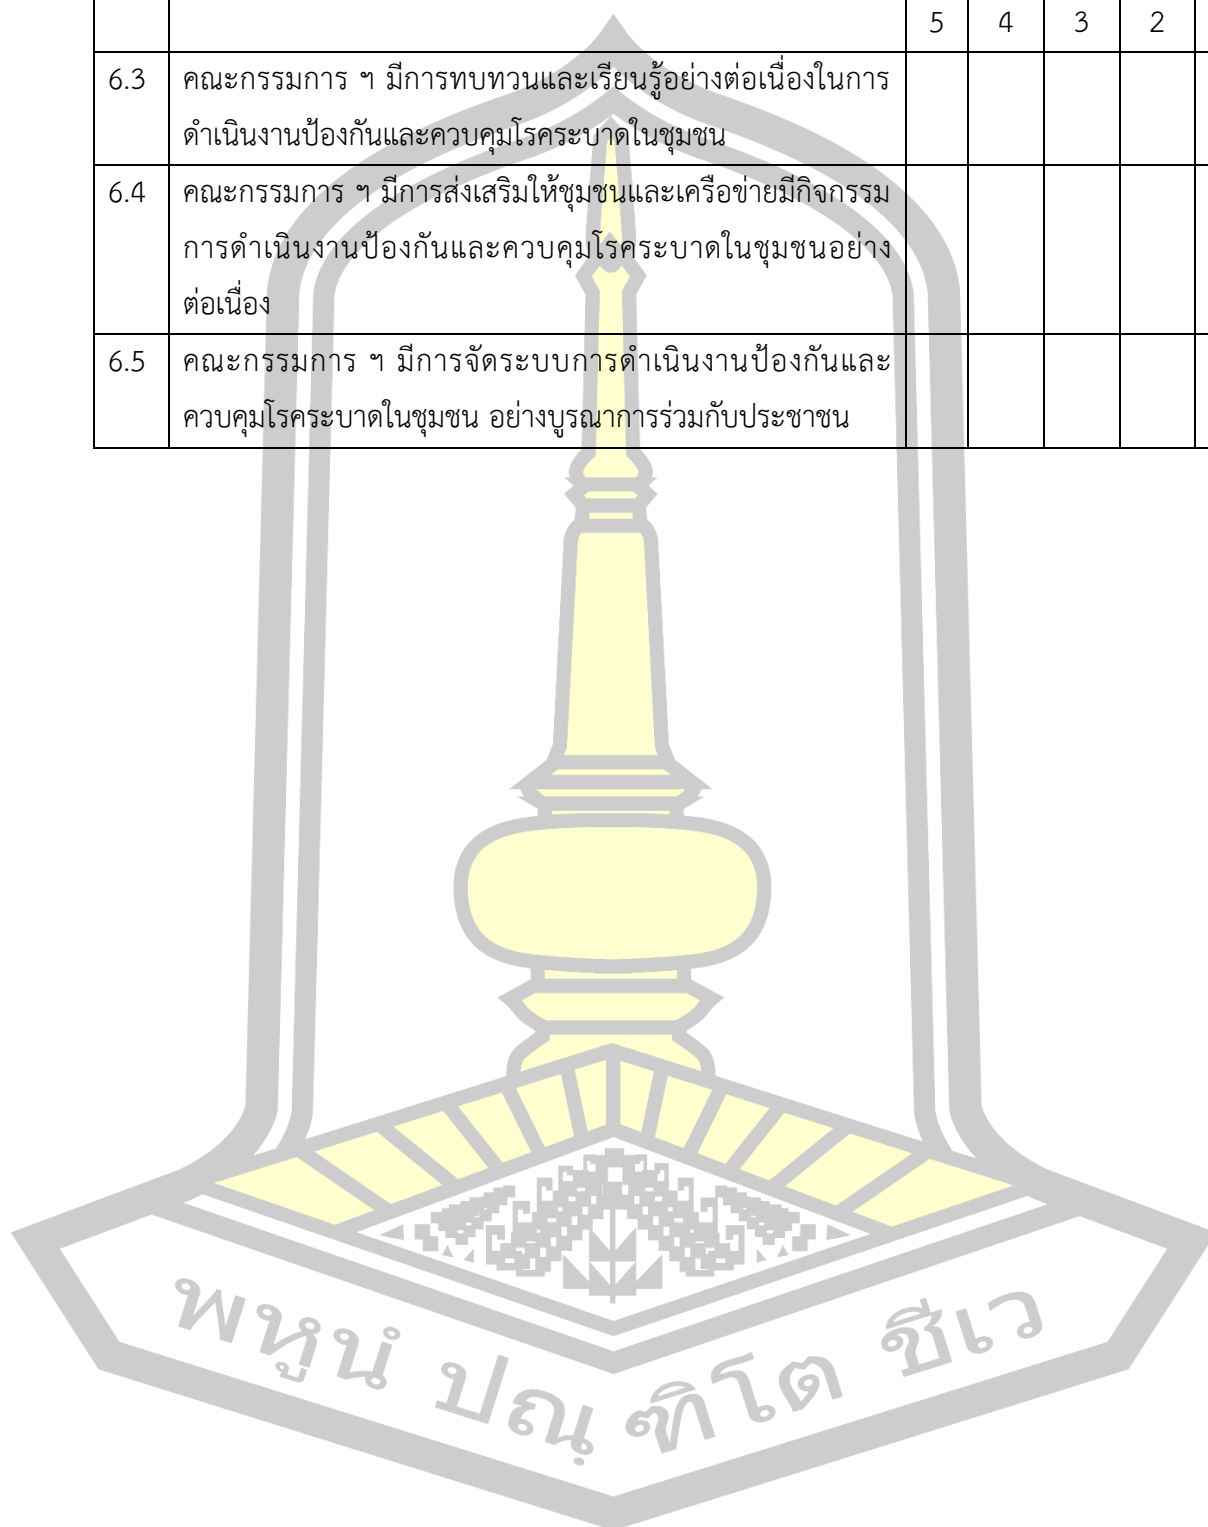 5 4 3 2
6.3 คณะกรรมการ ฯ มีการทบทวนและเรียนรู้อย่างต่อเนื่องในการ
ดำเนินงานป้องกันและควบคุมโรคระบาดในชุมชน
6.4 คณะกรรมการ ฯ มีการส่งเสริมให้ชุมชนและเครือข่ายมีกิจกรรม
การดำเนินงานป้องกันและควบคุมโรคระบาดในชุมชนอย่าง
ต่อเนื่อง
6.5 คณะกรรมการ ฯ มีการจัดระบบการดำเนินงานป้องกันและ
ควบคุมโรคระบาดในชุมชน อย่างบูรณาการร่วมกับประชาชน
พหูนํ ปณฺ ฑิโต ชีเว